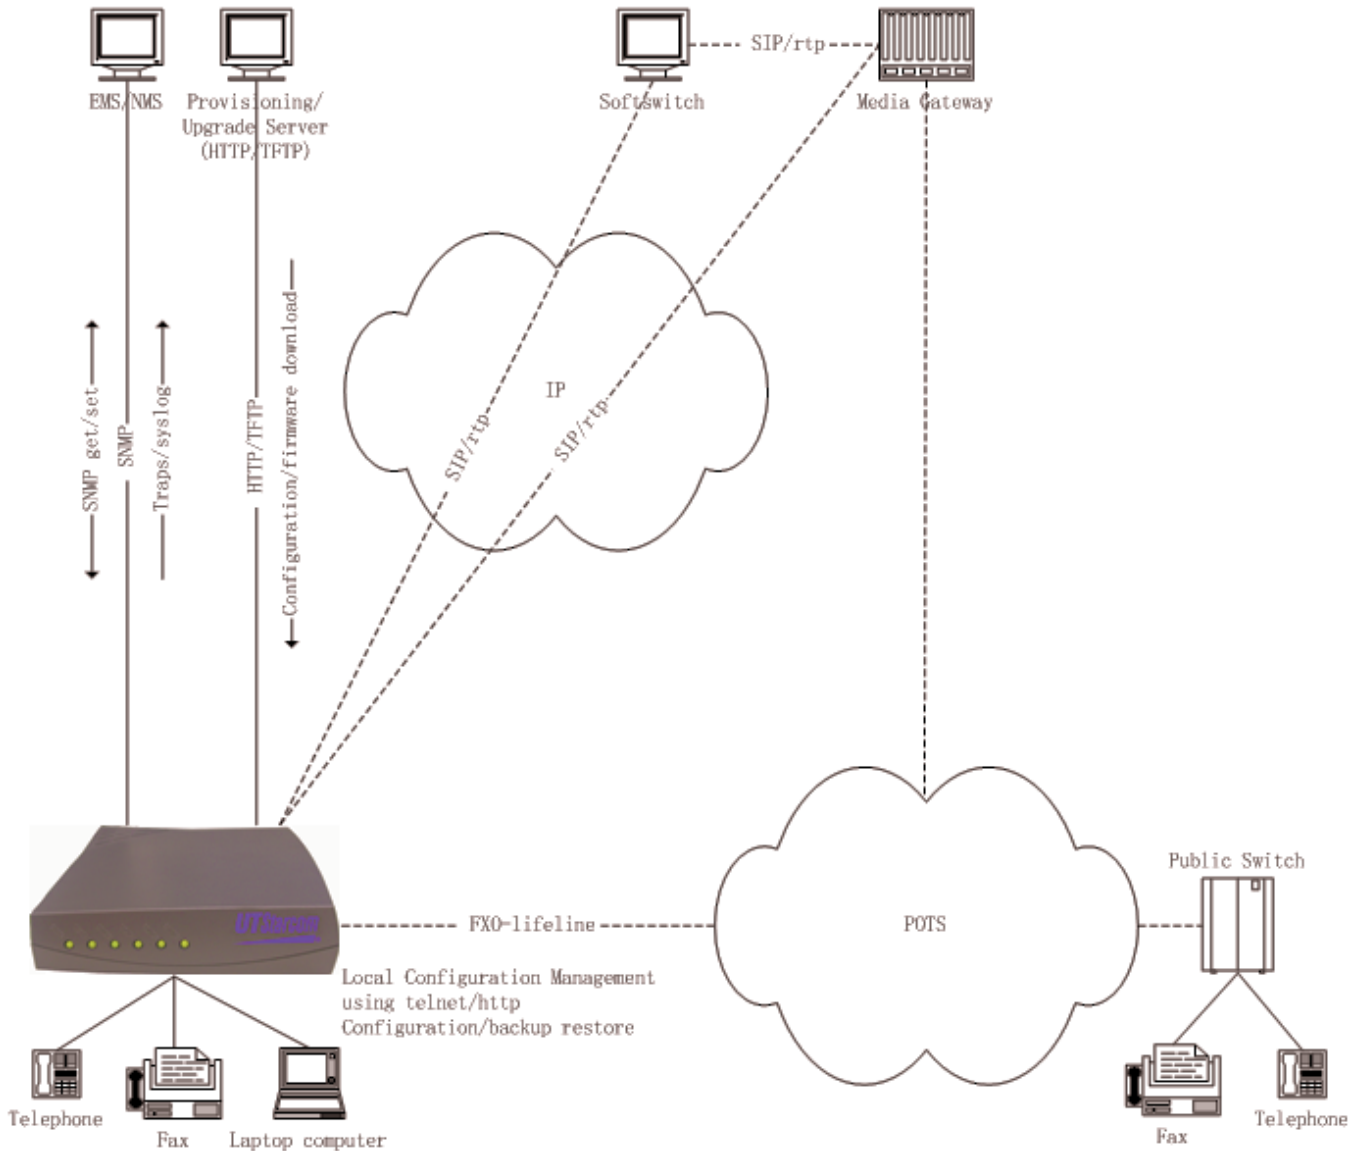 SIP/rtp
EMS/NMS
Provisioning/
Upgrade Server
(HTTP/TFTP)
Softswitch
Media Gateway
SNMP get/set
SNMP
Traps/syslog
HTTP/TFTP
Configuration/firmware download
IP
SIP/rtp
SIP/rtp
Public Switch
UTStarcom
FXO-lifeline
POTS
Local Configuration Management
using telnet/http
Configuration/backup restore
Telephone
Fax
Laptop computer
Fax
Telephone